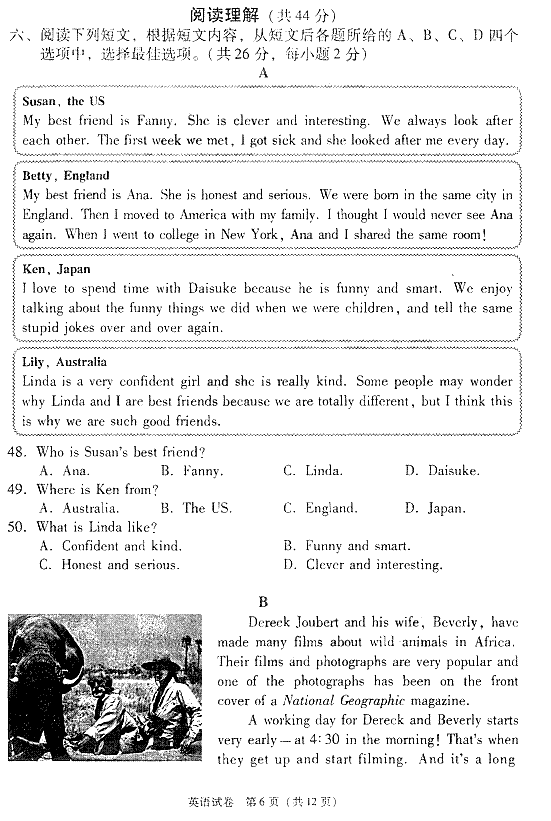 阅读理解（共 44 分）
六、阅读下列短文，根据短文内容，从短文后各题所给的 A、B、C、D 四个
选项中，选择最佳选项。（共 26 分，每小题 2 分）
A
Susan, the US
My best friend is Fanny. She is clever and interesting. We always look after
each other. The first week we met, I got sick and she looked after me every day.
Betty, England
My best friend is Ana. She is honest and serious. We were born in the same city in
England. Then I moved to America with my family. I thought I would never see Ana
again. When I went to college in New York, Ana and I shared the same room!
Ken, Japan
I love to spend time with Daisuke because he is funny and smart. We enjoy
talking about the funny things we did when we were children, and tell the same
stupid jokes over and over again.
Lily, Australia
Linda is a very confident girl and she is really kind. Some people may wonder
why Linda and I are best friends because we are totally different, but I think this
is why we are such good friends.
48. Who is Susan's best friend?
A. Ana. B. Fanny. C. Linda. D. Daisuke.
49. Where is Ken from?
A. Australia. B. The US. C. England. D. Japan.
50. What is Linda like?
A. Confident and kind. B. Funny and smart.
C. Honest and serious. D. Clever and interesting.
B
Dereck Joubert and his wife, Beverly, have
made many films about wild animals in Africa.
Their films and photographs are very popular and
one of the photographs has been on the front
cover of a National Geographic magazine.
A working day for Dereck and Beverly starts
very early — at 4:30 in the morning! That's when
they get up and start filming. And it's a long
英语试卷 第 6 页（共 12 页）